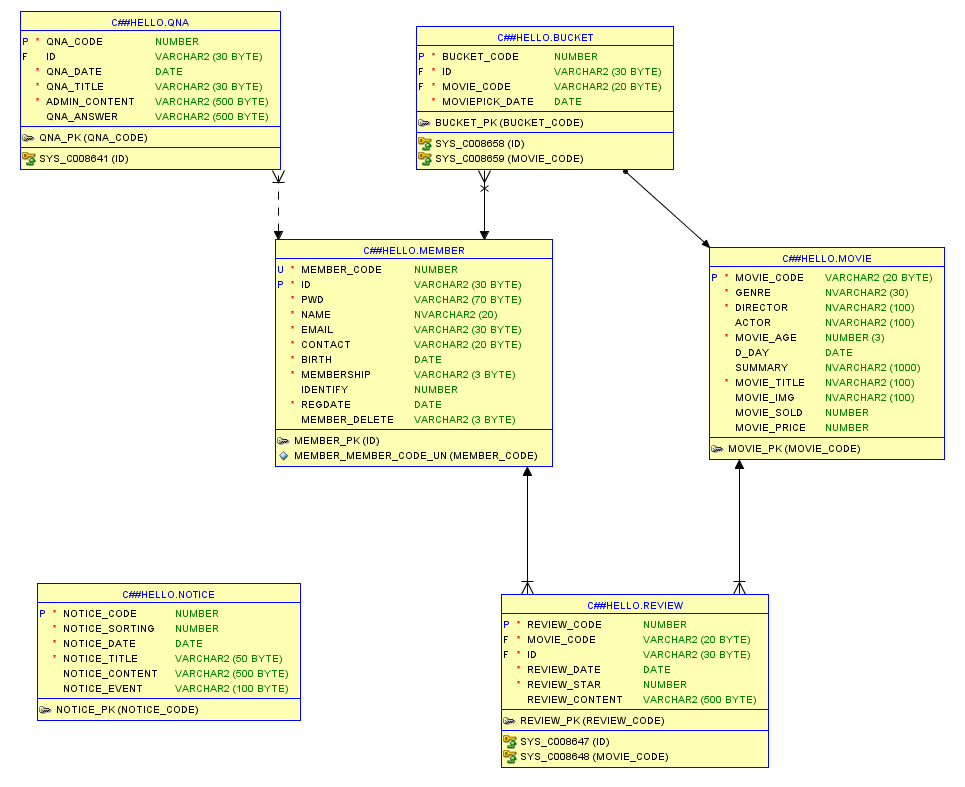 C##HELLO.QNA
P * QNA_CODE NUMBER
F ID VARCHAR2 (30 BYTE)
* QNA_DATE DATE
* QNA_TITLE VARCHAR2 (30 BYTE)
* ADMIN_CONTENT VARCHAR2 (500 BYTE)
QNA_ANSWER VARCHAR2 (500 BYTE)
QNA_PK (QNA_CODE)
SYS_C008641 (ID)
C##HELLO.BUCKET
P * BUCKET_CODE NUMBER
F * ID VARCHAR2 (30 BYTE)
F * MOVIE_CODE VARCHAR2 (20 BYTE)
* MOVIEPICK_DATE DATE
BUCKET_PK (BUCKET_CODE)
SYS_C008658 (ID)
SYS_C008659 (MOVIE_CODE)
C##HELLO.MEMBER
U * MEMBER_CODE NUMBER
P * ID VARCHAR2 (30 BYTE)
* PWD VARCHAR2 (70 BYTE)
* NAME NVARCHAR2 (20)
* EMAIL VARCHAR2 (30 BYTE)
* CONTACT VARCHAR2 (20 BYTE)
* BIRTH DATE
* MEMBERSHIP VARCHAR2 (3 BYTE)
IDENTIFY NUMBER
* REGDATE DATE
MEMBER_DELETE VARCHAR2 (3 BYTE)
MEMBER_PK (ID)
MEMBER_MEMBER_CODE_UN (MEMBER_CODE)
C##HELLO.MOVIE
P * MOVIE_CODE VARCHAR2 (20 BYTE)
* GENRE NVARCHAR2 (30)
* DIRECTOR NVARCHAR2 (100)
ACTOR NVARCHAR2 (100)
* MOVIE_AGE NUMBER (3)
D_DAY DATE
SUMMARY NVARCHAR2 (1000)
* MOVIE_TITLE NVARCHAR2 (100)
MOVIE_IMG NVARCHAR2 (100)
MOVIE_SOLD NUMBER
MOVIE_PRICE NUMBER
MOVIE_PK (MOVIE_CODE)
C##HELLO.NOTICE
P * NOTICE_CODE NUMBER
* NOTICE_SORTING NUMBER
* NOTICE_DATE DATE
* NOTICE_TITLE VARCHAR2 (50 BYTE)
NOTICE_CONTENT VARCHAR2 (500 BYTE)
NOTICE_EVENT VARCHAR2 (100 BYTE)
NOTICE_PK (NOTICE_CODE)
C##HELLO.REVIEW
P * REVIEW_CODE NUMBER
F * MOVIE_CODE VARCHAR2 (20 BYTE)
F * ID VARCHAR2 (30 BYTE)
* REVIEW_DATE DATE
* REVIEW_STAR NUMBER
REVIEW_CONTENT VARCHAR2 (500 BYTE)
REVIEW_PK (REVIEW_CODE)
SYS_C008647 (ID)
SYS_C008648 (MOVIE_CODE)